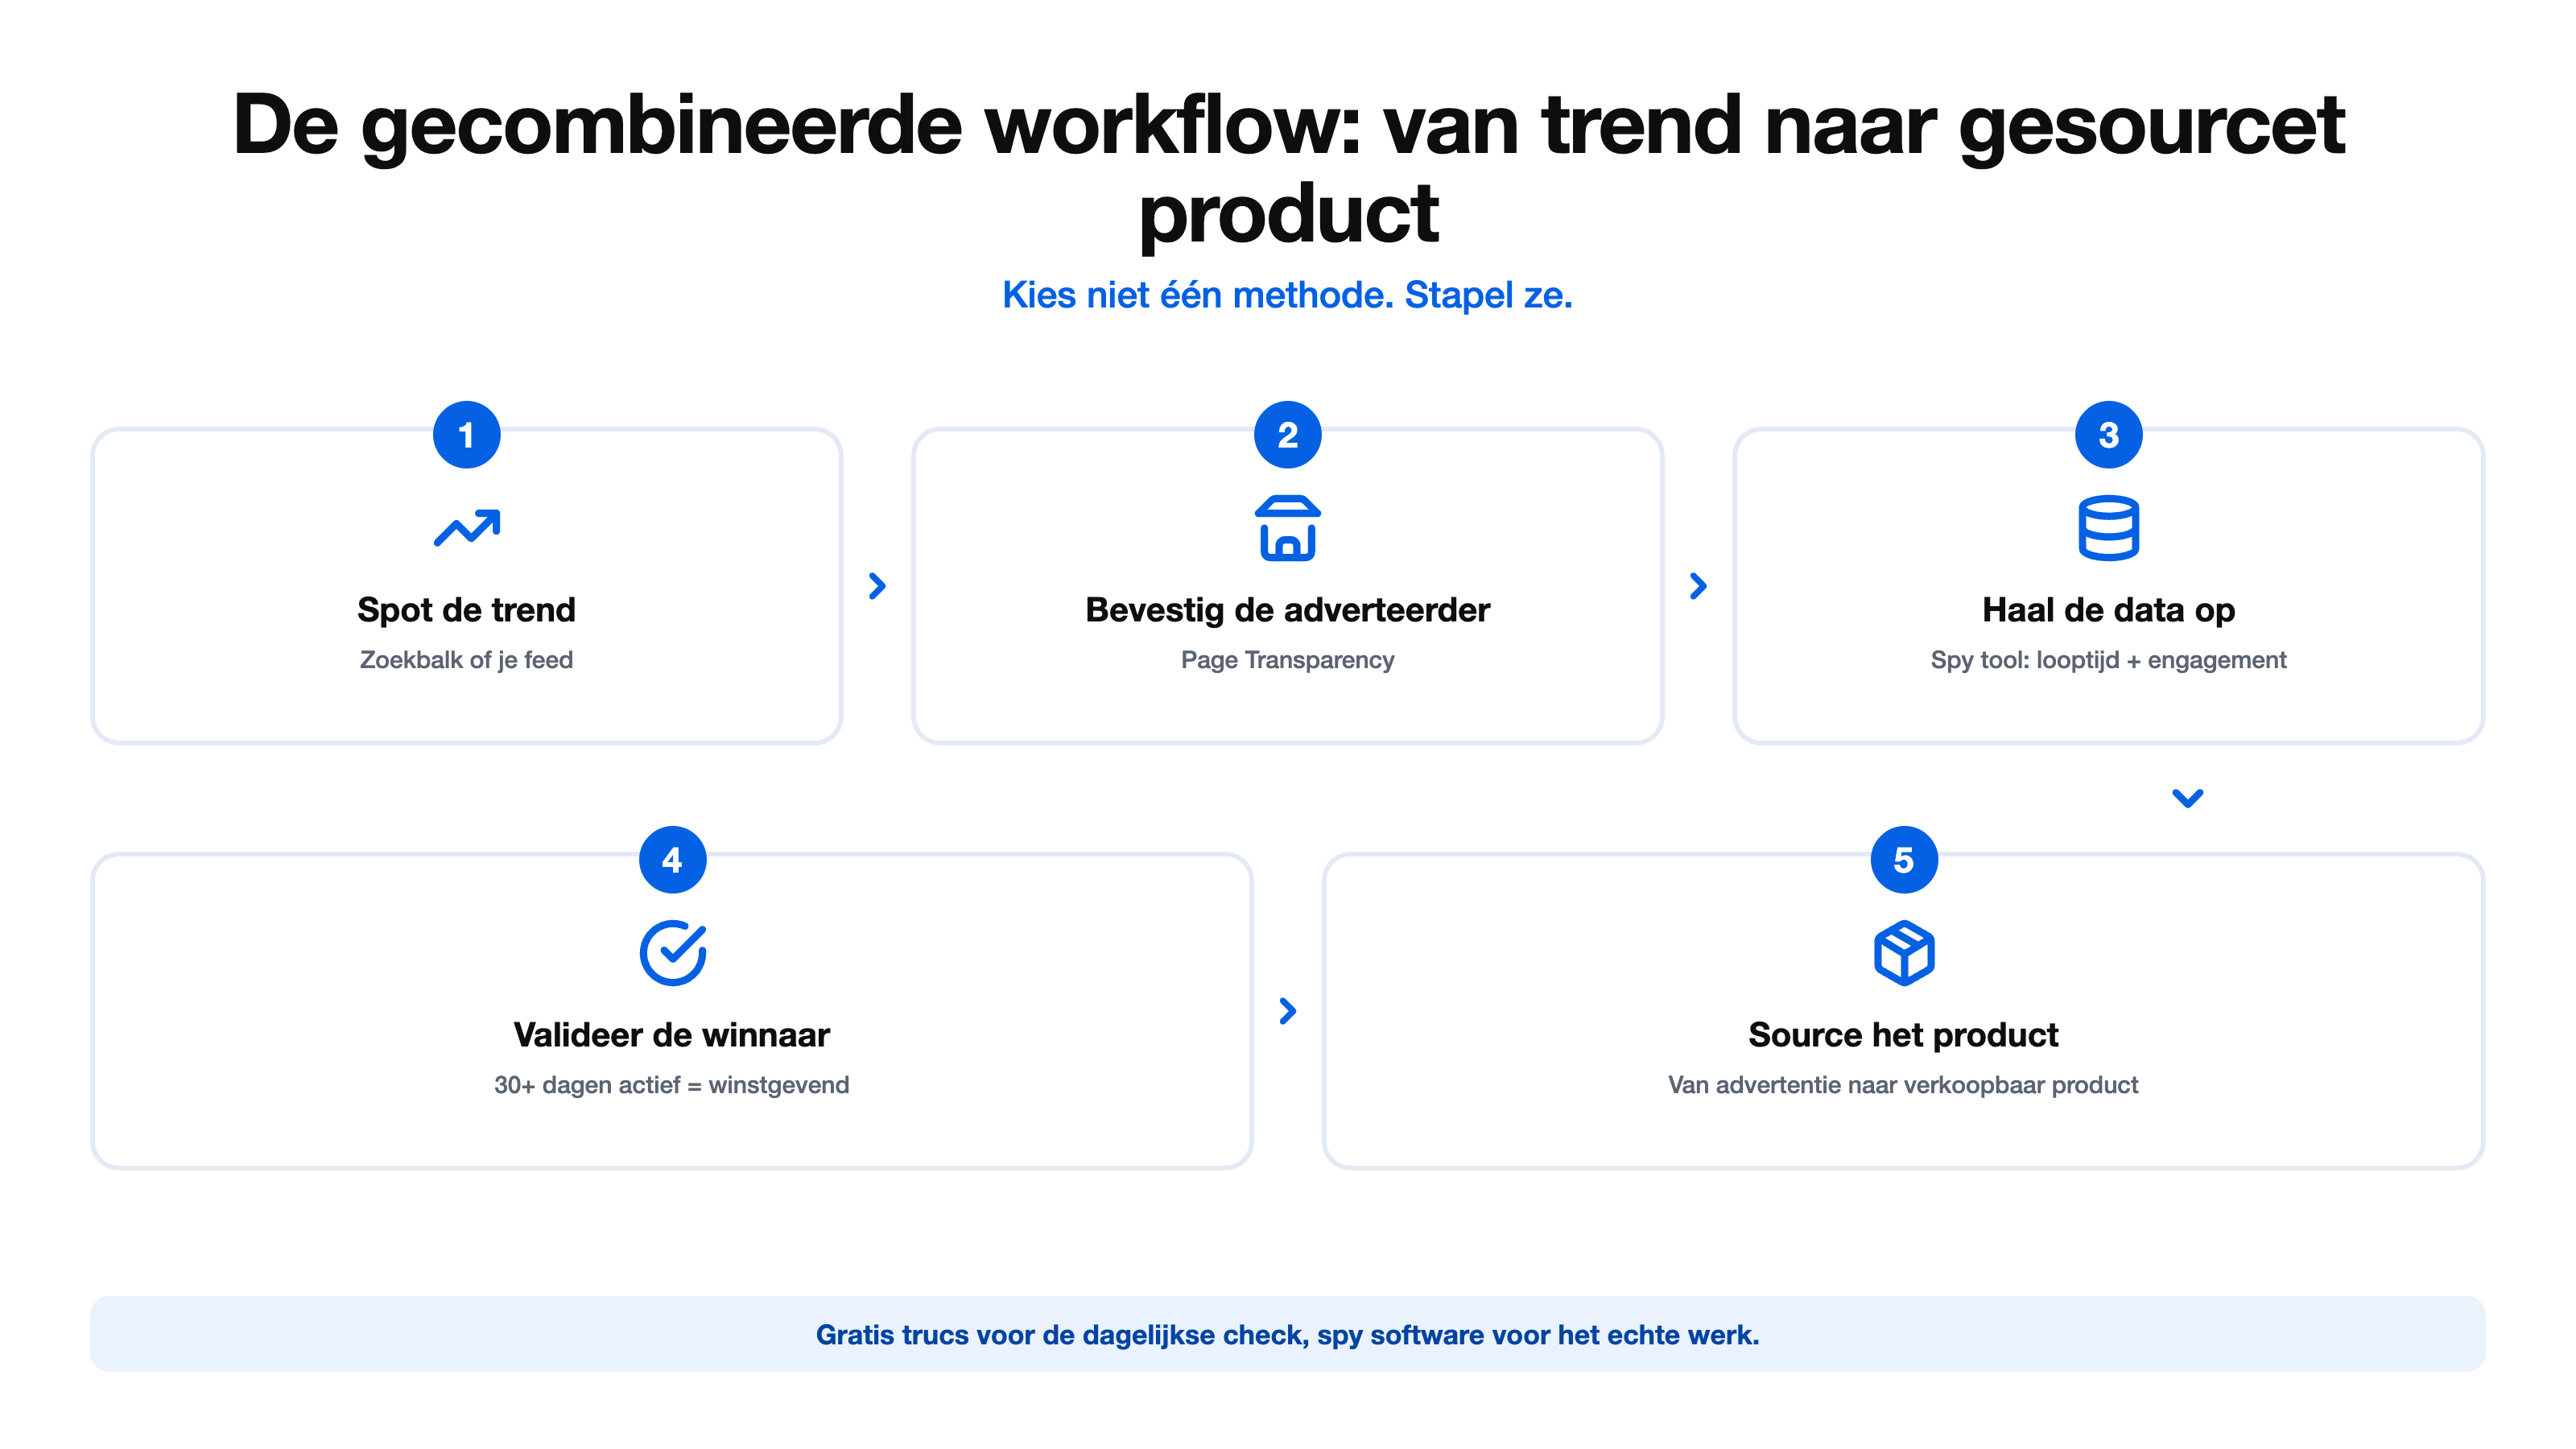 De gecombineerde workflow: van trend naar gesourcet
product
Kies niet één methode. Stapel ze.
1
Spot de trend
Zoekbalk of je feed
2
Bevestig de adverteerder
Page Transparency
3
Haal de data op
Spy tool: looptijd + engagement
4
Valideer de winnaar
30+ dagen actief = winstgevend
5
Source het product
Van advertentie naar verkoopbaar product
Gratis trucs voor de dagelijkse check, spy software voor het echte werk.